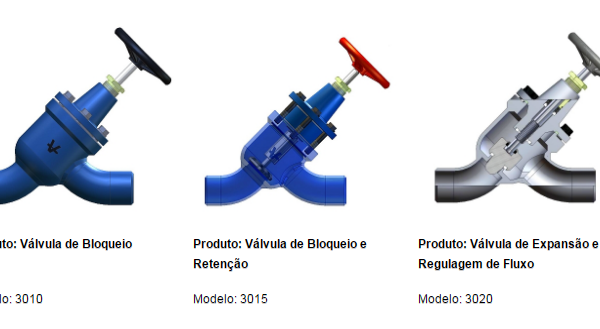 uto: Válvula de Bloqueio
lo: 3010
Produto: Válvula de Bloqueio e
Retenção
Modelo: 3015
Produto: Válvula de Expansão e
Regulagem de Fluxo
Modelo: 3020